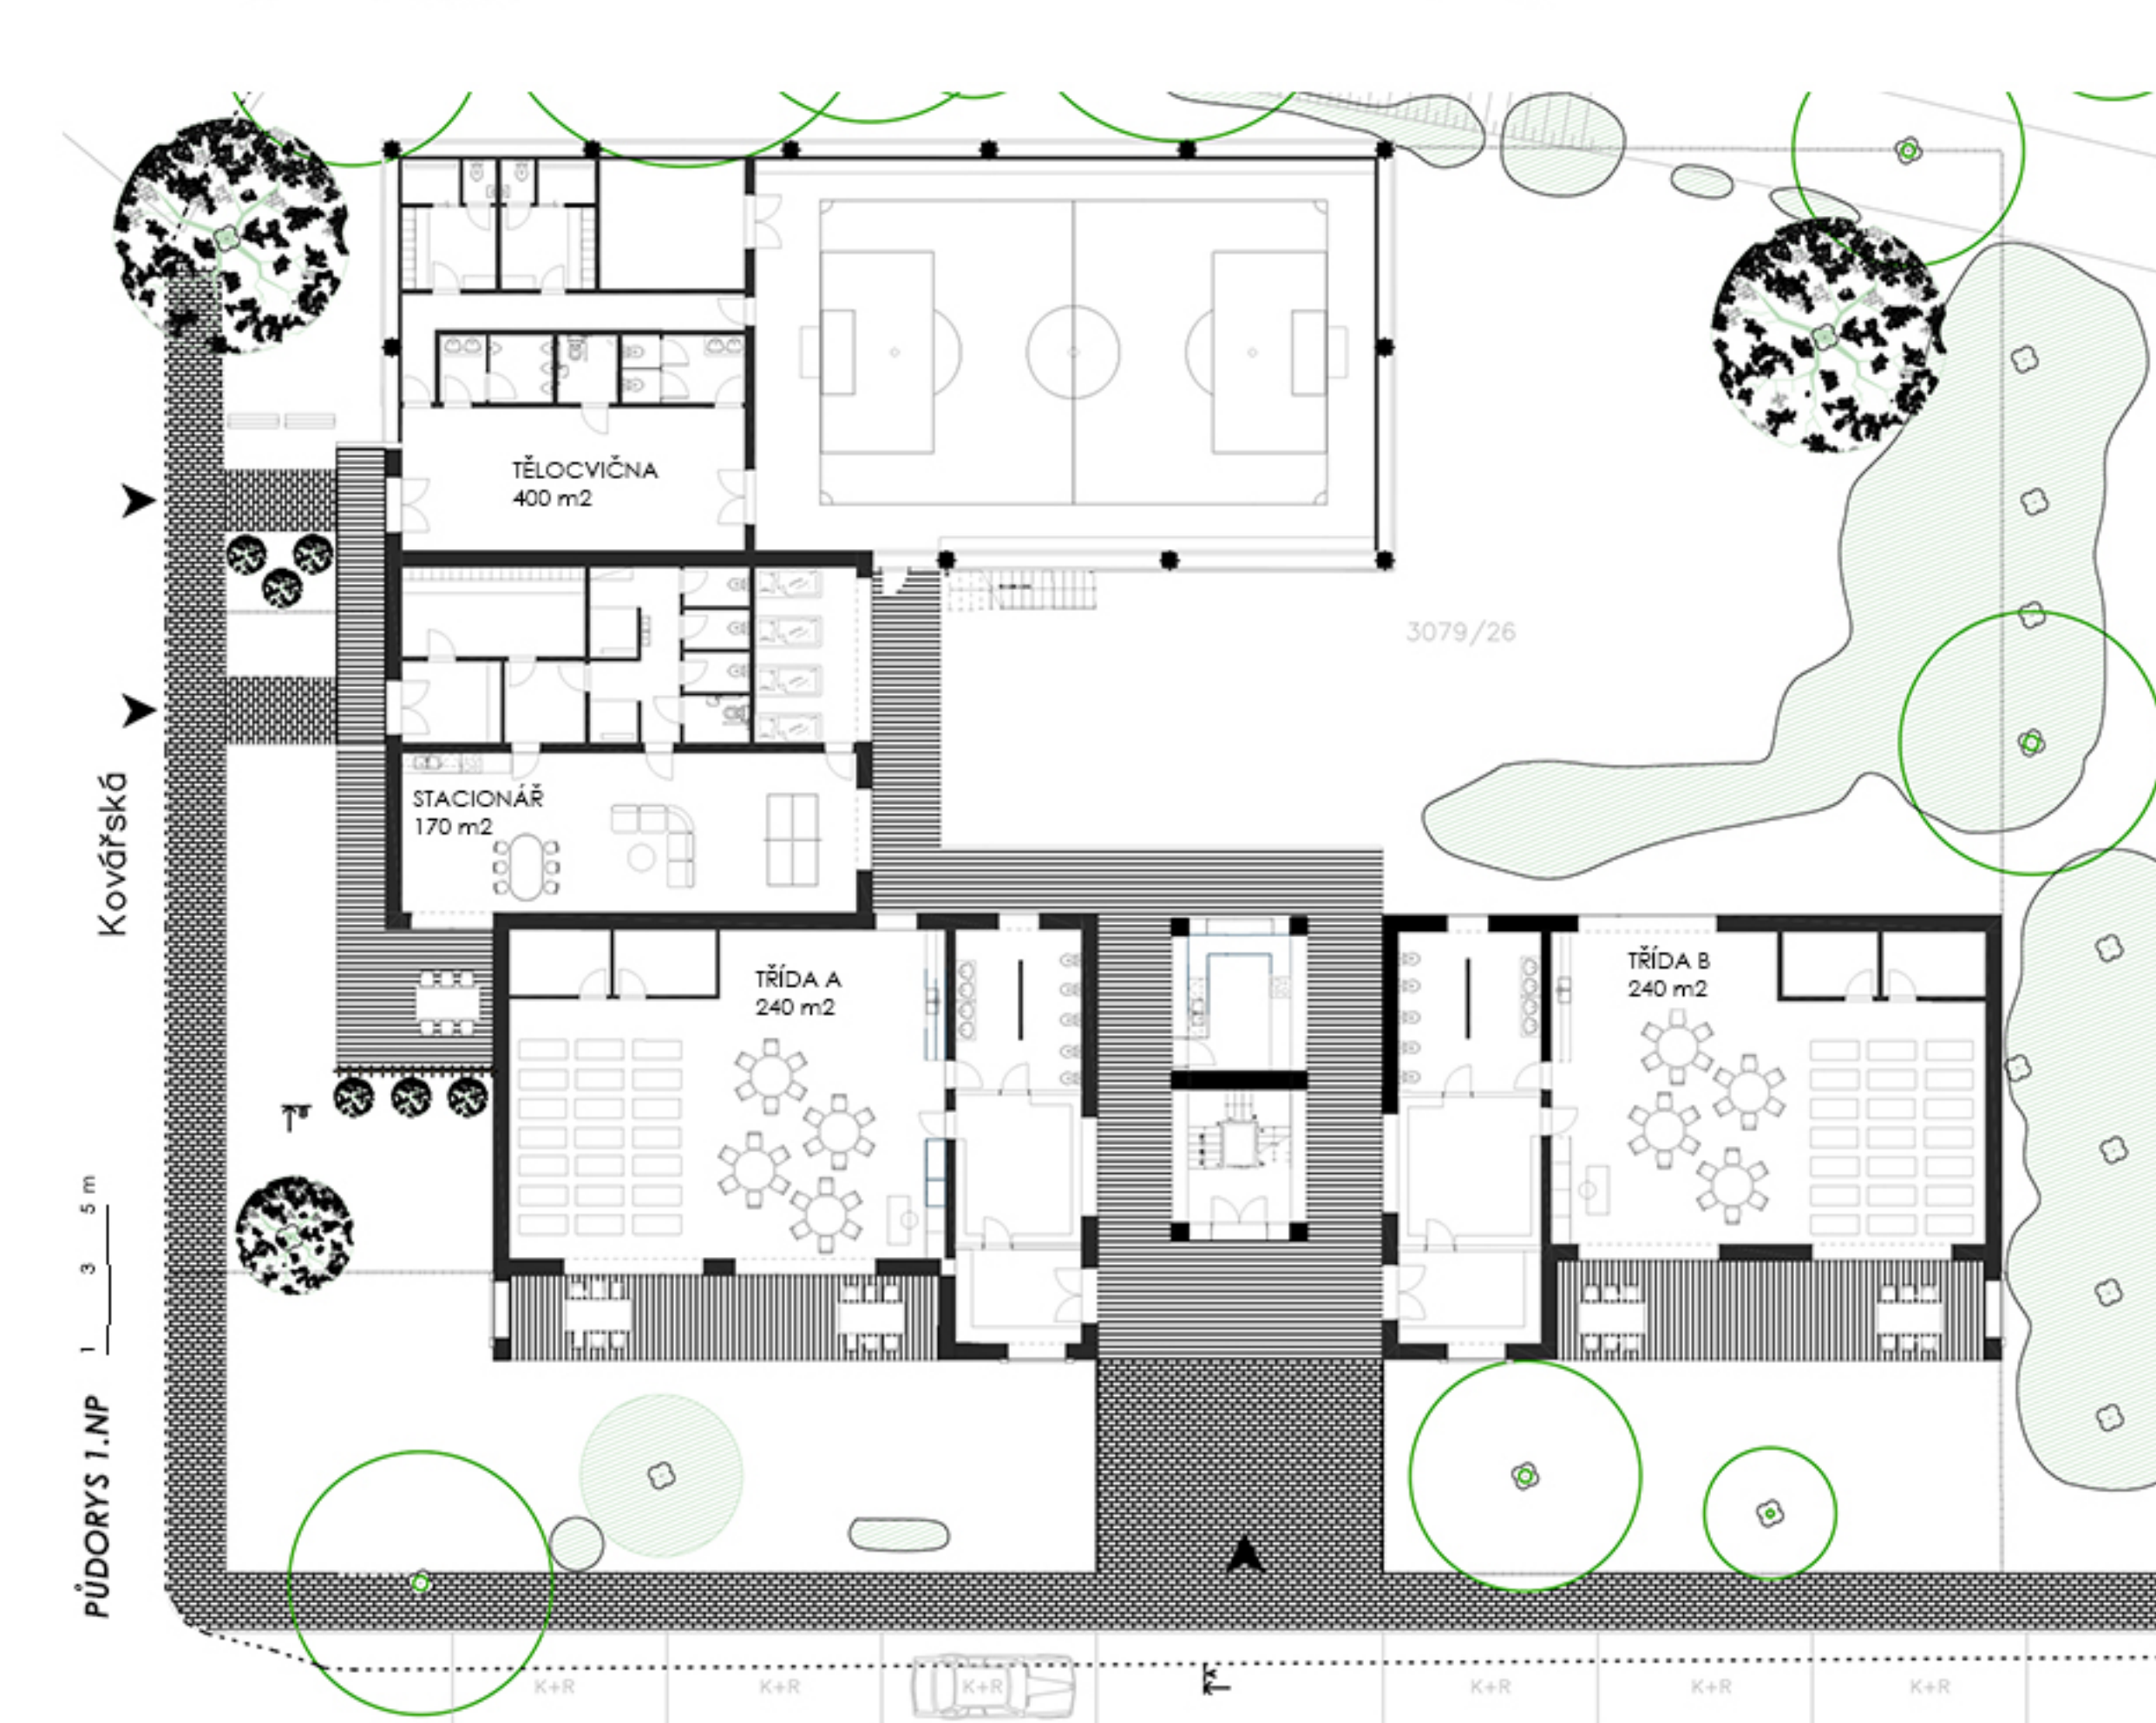 TĚLOCVIČNA
400 m2
3079/26
STACIONÁŘ
170 m2
Kovářská
TŘÍDA A
240 m2
TŘÍDA B
240 m2
1 3 5 m
PŮDORYS 1.NP
K+R
K+R
K+R
K+R
K+R
K+R